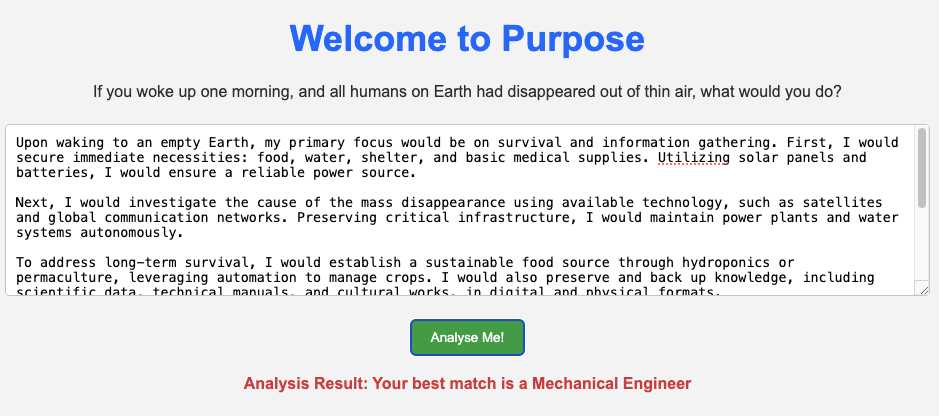 Welcome to Purpose
If you woke up one morning, and all humans on Earth had disappeared out of thin air, what would you do?
Upon waking to an empty Earth, my primary focus would be on survival and information gathering. First, I would
secure immediate necessities: food, water, shelter, and basic medical supplies. Utilizing solar panels and
batteries, I would ensure a reliable power source.
Next, I would investigate the cause of the mass disappearance using available technology, such as satellites
and global communication networks. Preserving critical infrastructure, I would maintain power plants and water
systems autonomously.
To address long-term survival, I would establish a sustainable food source through hydroponics or
permaculture, leveraging automation to manage crops. I would also preserve and back up knowledge, including
scientific data, technical manuals, and cultural works, in digital and physical formats.
Analyse Me!
Analysis Result: Your best match is a Mechanical Engineer